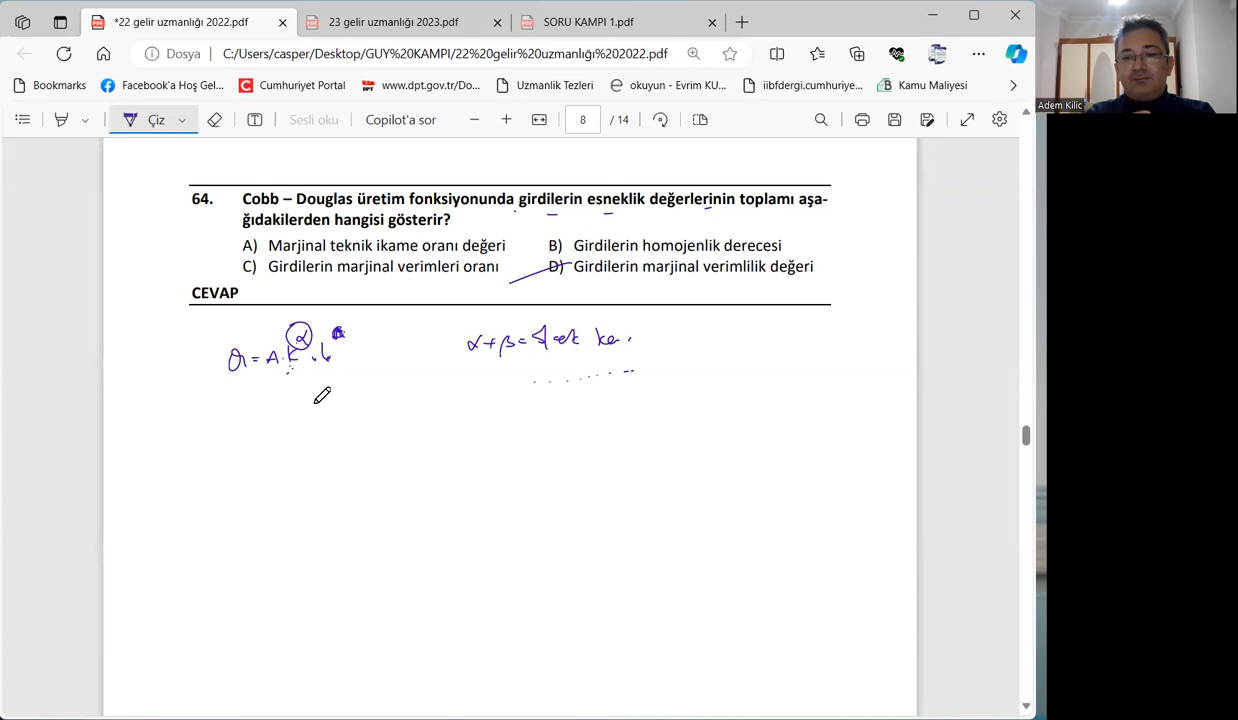 *22 gelir uzmanlığı 2022.pdf
23 gelir uzmanlığı 2023.pdf
SORU KAMPI 1.pdf
Dosya
C:/Users/casper/Desktop/GUY%20KAMPI/22%20gelir%20uzmanlığı%202022.pdf
Bookmarks
Facebook'a Hoş Gel...
Cumhuriyet Portal
www.dpt.gov.tr/Do...
Uzmanlık Tezleri
okuyun - Evrim KU...
iibfdergi.cumhuriye...
Kamu Maliyesi
Adem Kilic
Çiz
Sesli oku
Copilot'a sor
8 / 14
64. Cobb – Douglas üretim fonksiyonunda girdilerin esneklik değerlerinin toplamı aşa-
ğıdakilerden hangisi gösterir?
A) Marjinal teknik ikame oranı değeri B) Girdilerin homojenlik derecesi
C) Girdilerin marjinal verimleri oranı D) Girdilerin marjinal verimlilik değeri
CEVAP
= A.K α . L
α+β=